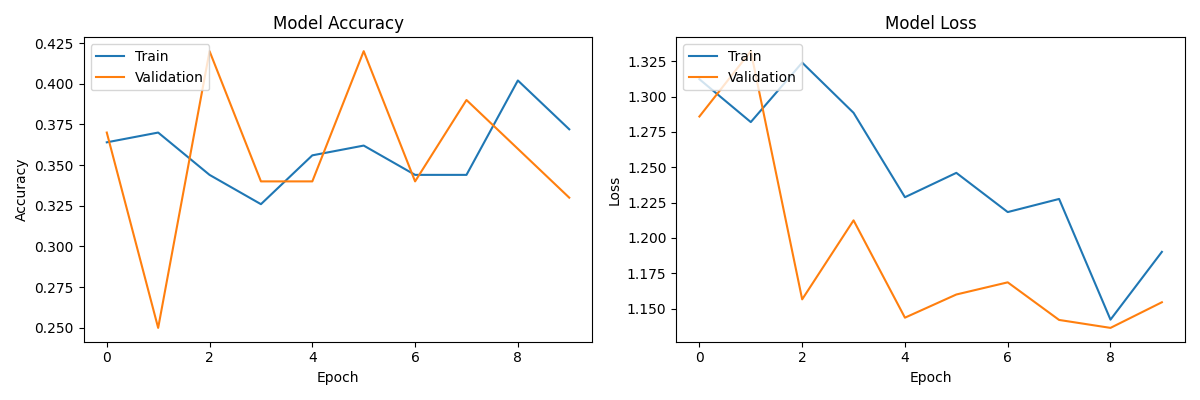 Model Accuracy
Train
Validation
0.425
0.400
0.375
0.350
0.325
0.300
0.275
0.250
Accuracy
0 2 4 6 8
Epoch
Model Loss
Train
Validation
1.325
1.300
1.275
1.250
1.225
1.200
1.175
1.150
Loss
0 2 4 6 8
Epoch